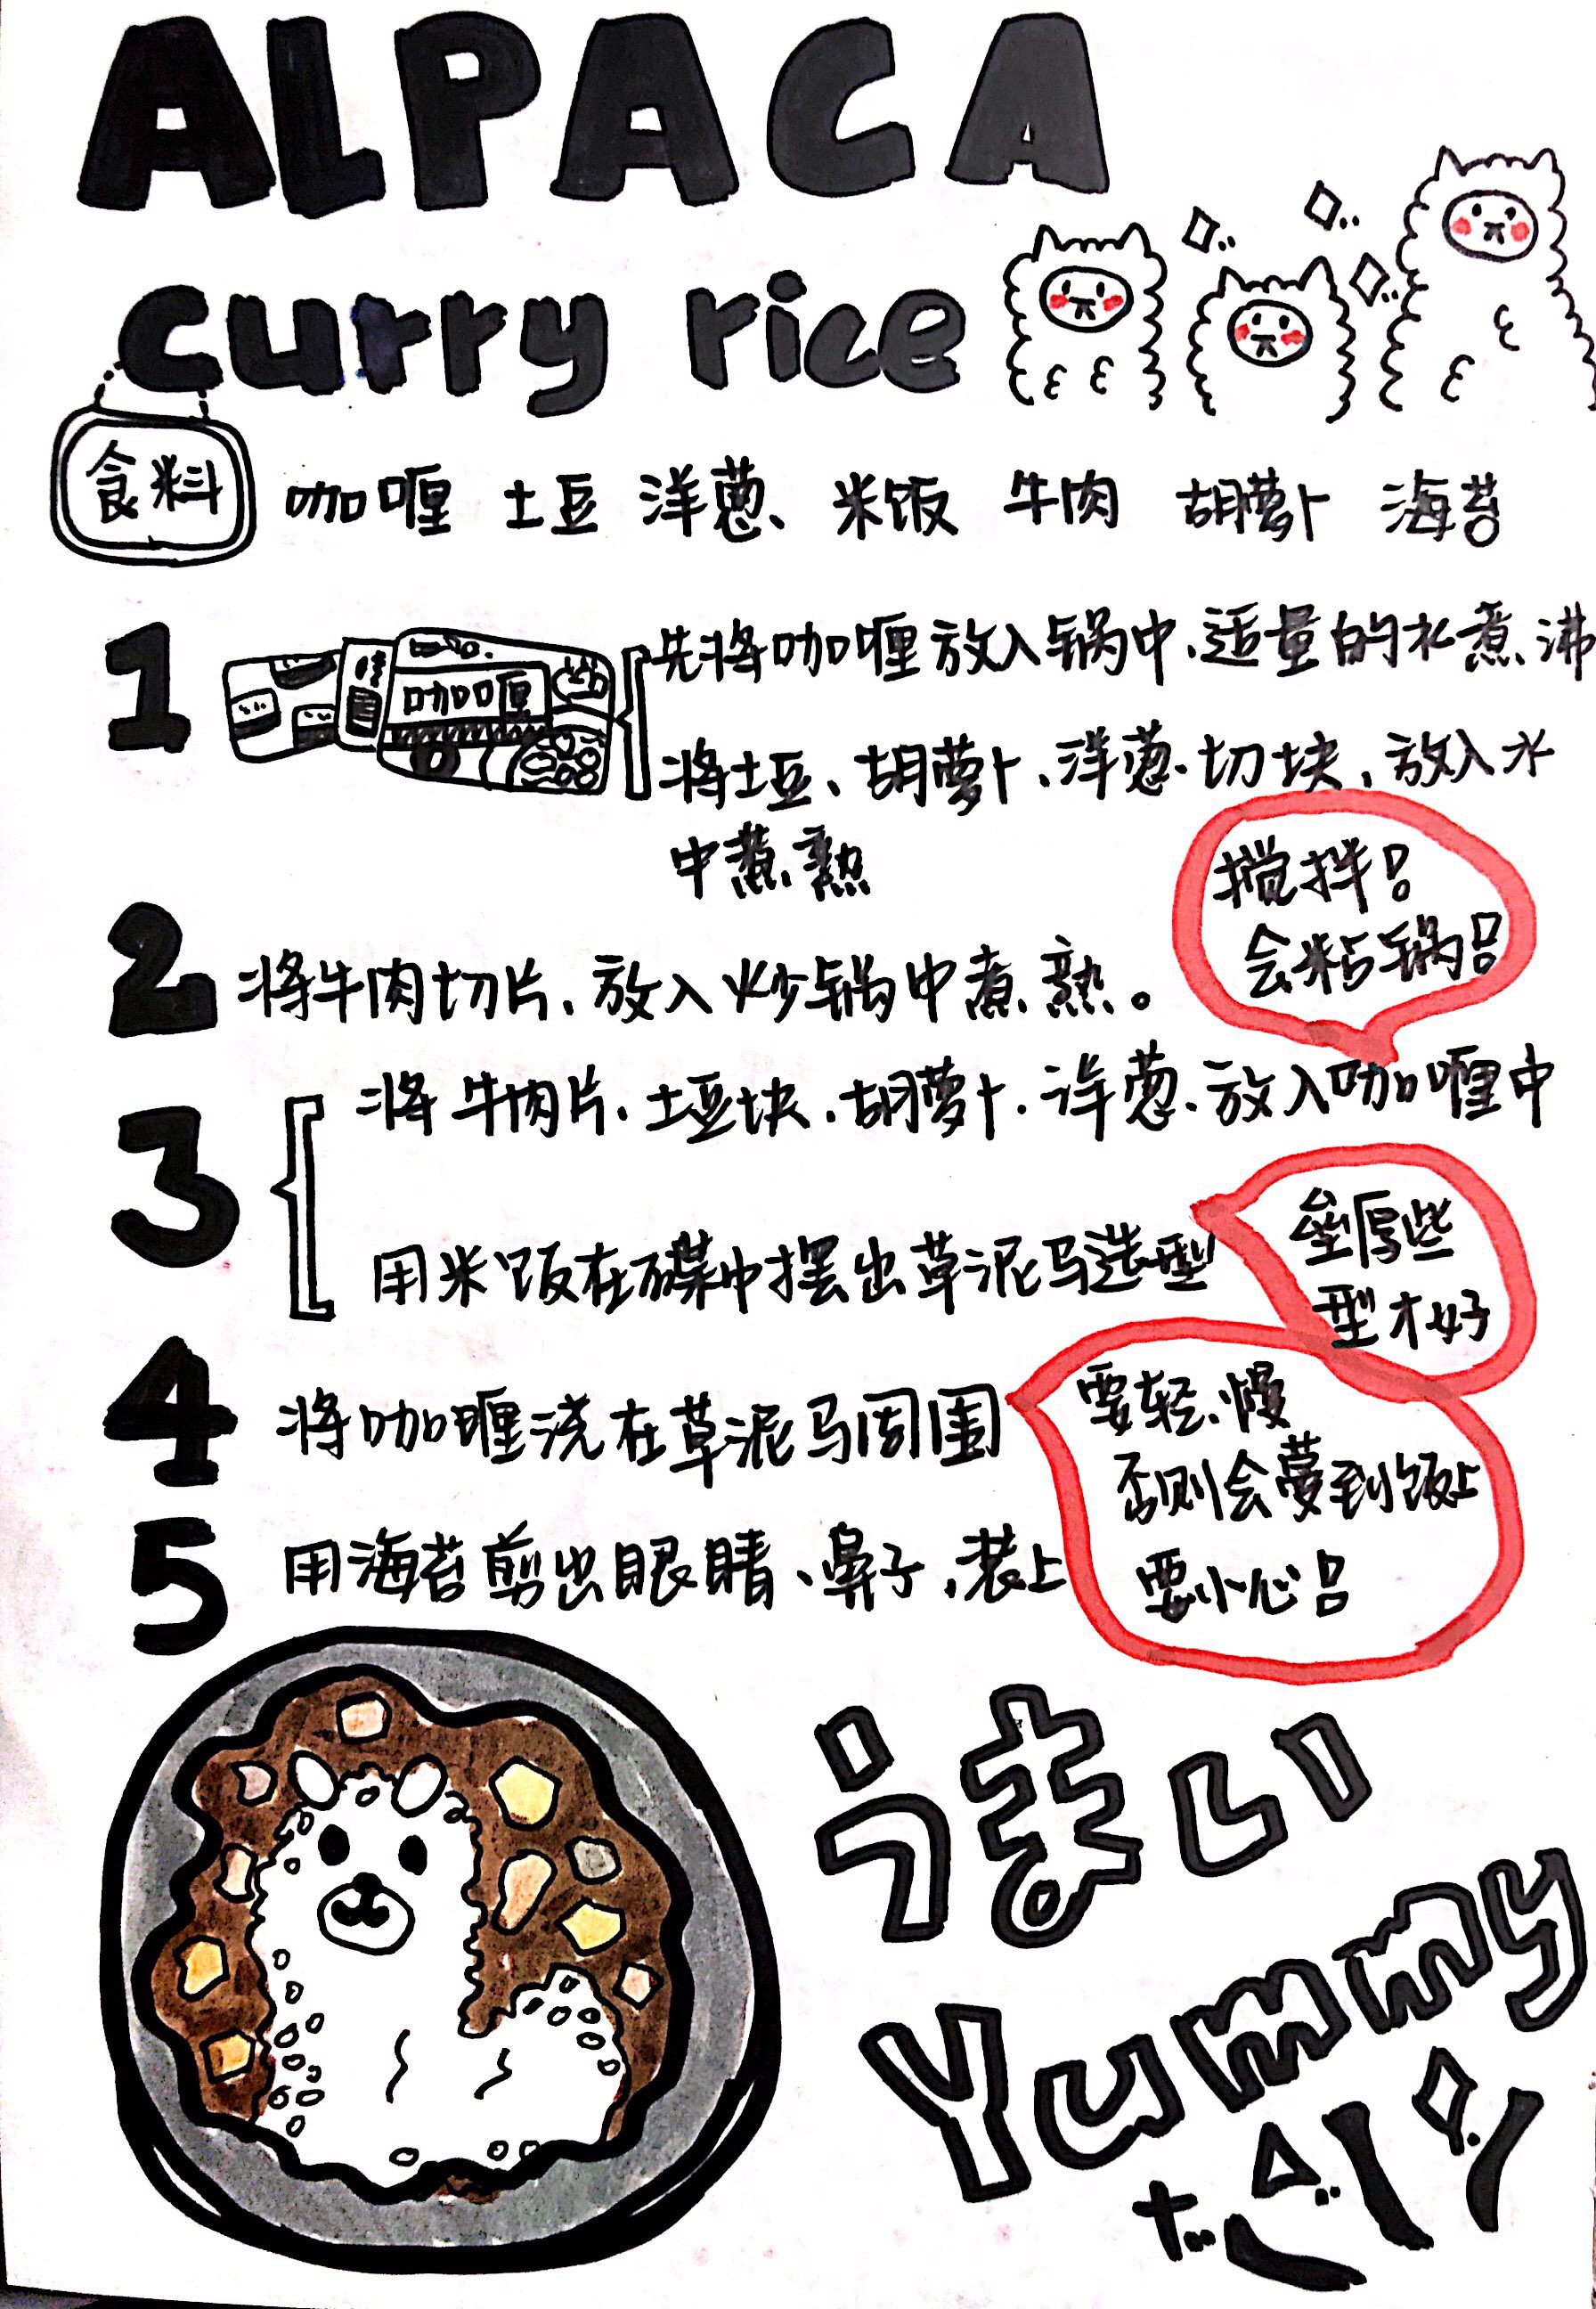 ALPACA
curry rice
食料 咖喱 土豆 洋葱、米饭 牛肉 胡萝卜 海苔
1 咖喱 先将咖喱放入锅中、适量的水煮沸
将土豆、胡萝卜、洋葱、切块、放入水
中煮熟
搅拌!
会粘锅!
2 将牛肉切片、放入炒锅中煮熟。
3 将牛肉片、土豆块、胡萝卜、洋葱、放入咖喱中
用米饭在碟中摆出草泥马造型
垒厚些
型才好
4 将咖喱浇在草泥马周围
要轻、慢
否则会蔓到饭上
要小心!
5 用海苔剪出眼睛、鼻子、装上
うまい
Yummy